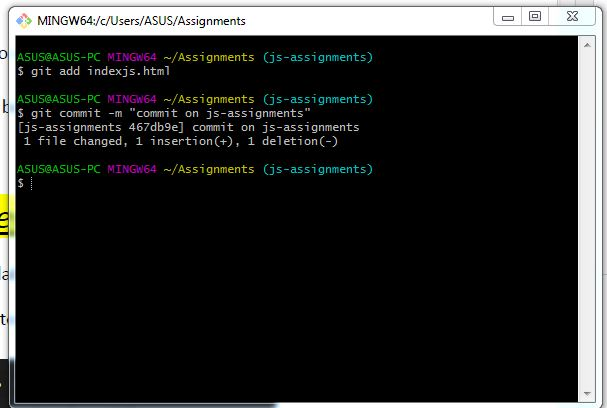 MINGW64:/c/Users/ASUS/Assignments
ASUS@ASUS-PC MINGW64 ~/Assignments (js-assignments)
$ git add indexjs.html
ASUS@ASUS-PC MINGW64 ~/Assignments (js-assignments)
$ git commit -m "commit on js-assignments"
[js-assignments 467db9e] commit on js-assignments
1 file changed, 1 insertion(+), 1 deletion(-)
ASUS@ASUS-PC MINGW64 ~/Assignments (js-assignments)
$